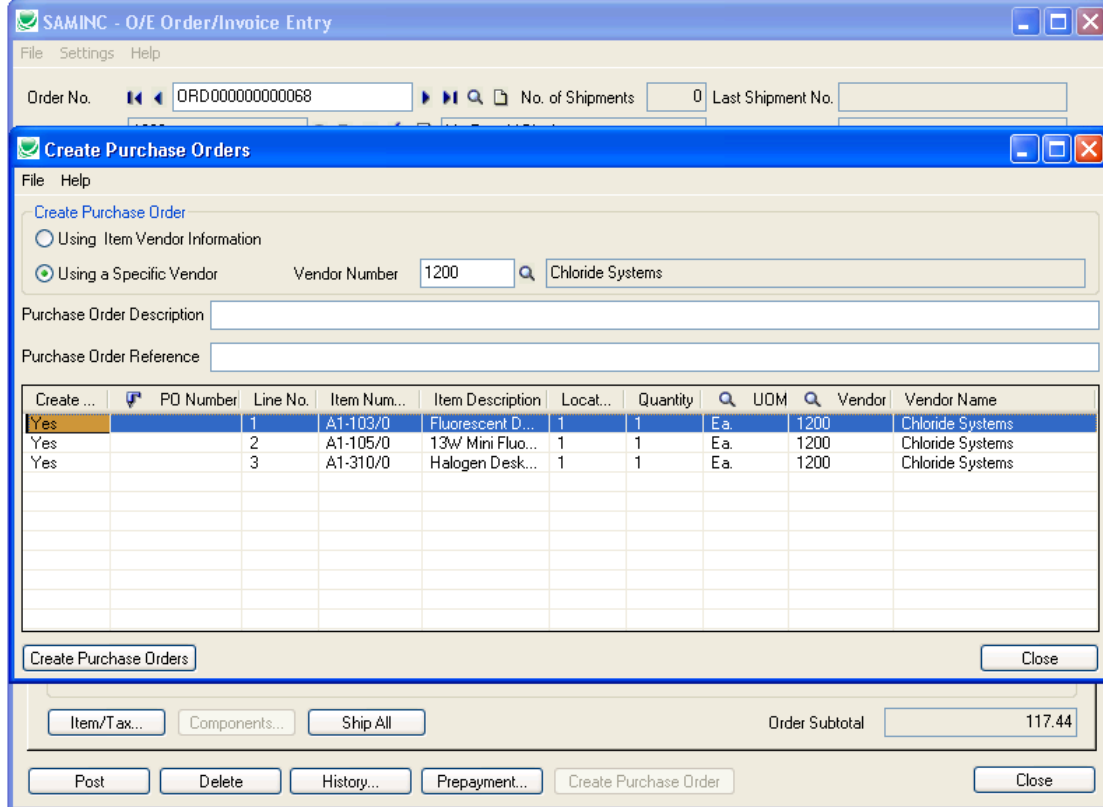 SAMINC - O/E Order/Invoice Entry
File Settings Help
Order No. ORD000000000068 No. of Shipments 0 Last Shipment No.
Create Purchase Orders
File Help
Create Purchase Order
Using Item Vendor Information
Using a Specific Vendor Vendor Number 1200 Chloride Systems
Purchase Order Description
Purchase Order Reference
Create ... PO Number Line No. Item Num... Item Description Locat... Quantity UOM Vendor Vendor Name
Yes 1 A1-103/0 Fluorescent D... 1 1 Ea. 1200 Chloride Systems
Yes 2 A1-105/0 13W Mini Fluo... 1 1 Ea. 1200 Chloride Systems
Yes 3 A1-310/0 Halogen Desk... 1 1 Ea. 1200 Chloride Systems
Create Purchase Orders Close
Item/Tax... Components... Ship All Order Subtotal 117.44
Post Delete History... Prepayment... Create Purchase Order Close